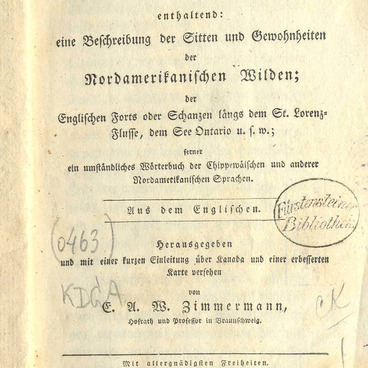 enthaltend:
eine Beschreibung der Sitten und Gewohnheiten
der
Nordamerikanischen Wilden;
der
Englischen Forts oder Schanzen längs dem St. Lorenz-
Flusse, dem See Ontario u. s. w.;
ferner
ein umständliches Wörterbuch der Chippewäischen und anderer
Nordamerikanischen Sprachen.
Aus dem Englischen.
Fürstensteiner
Bibliothek
(0463)
Herausgegeben
und mit einer kurzen Einleitung über Kanada und einer erbesserten
Karte versehen
von
KDGA
E. A. W. Zimmermann,
Hofrath und Professor in Braunschweig.
CK
Mit allergnädigsten Freiheiten.